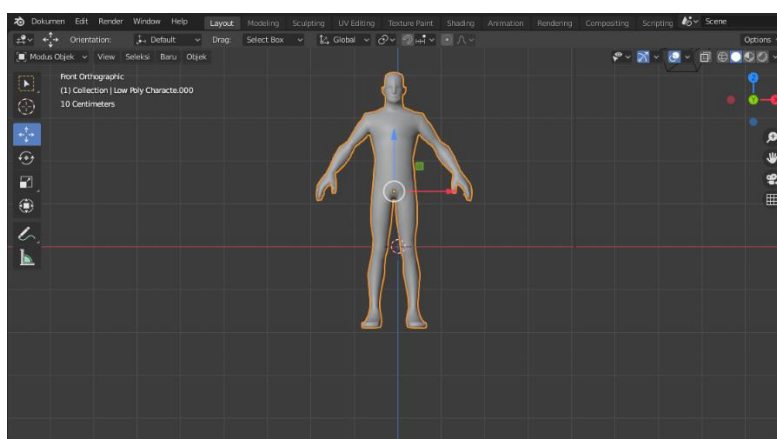 Dokumen Edit Render Window Help Layout Modeling Sculpting UV Editing Texture Paint Shading Animation Rendering Compositing Scripting Scene
Orientation: Default Drag: Select Box Global Options
Modus Objek View Seleksi Baru Objek
Front Orthographic
(1) Collection | Low Poly Characte.000
10 Centimeters
Z
Y
X